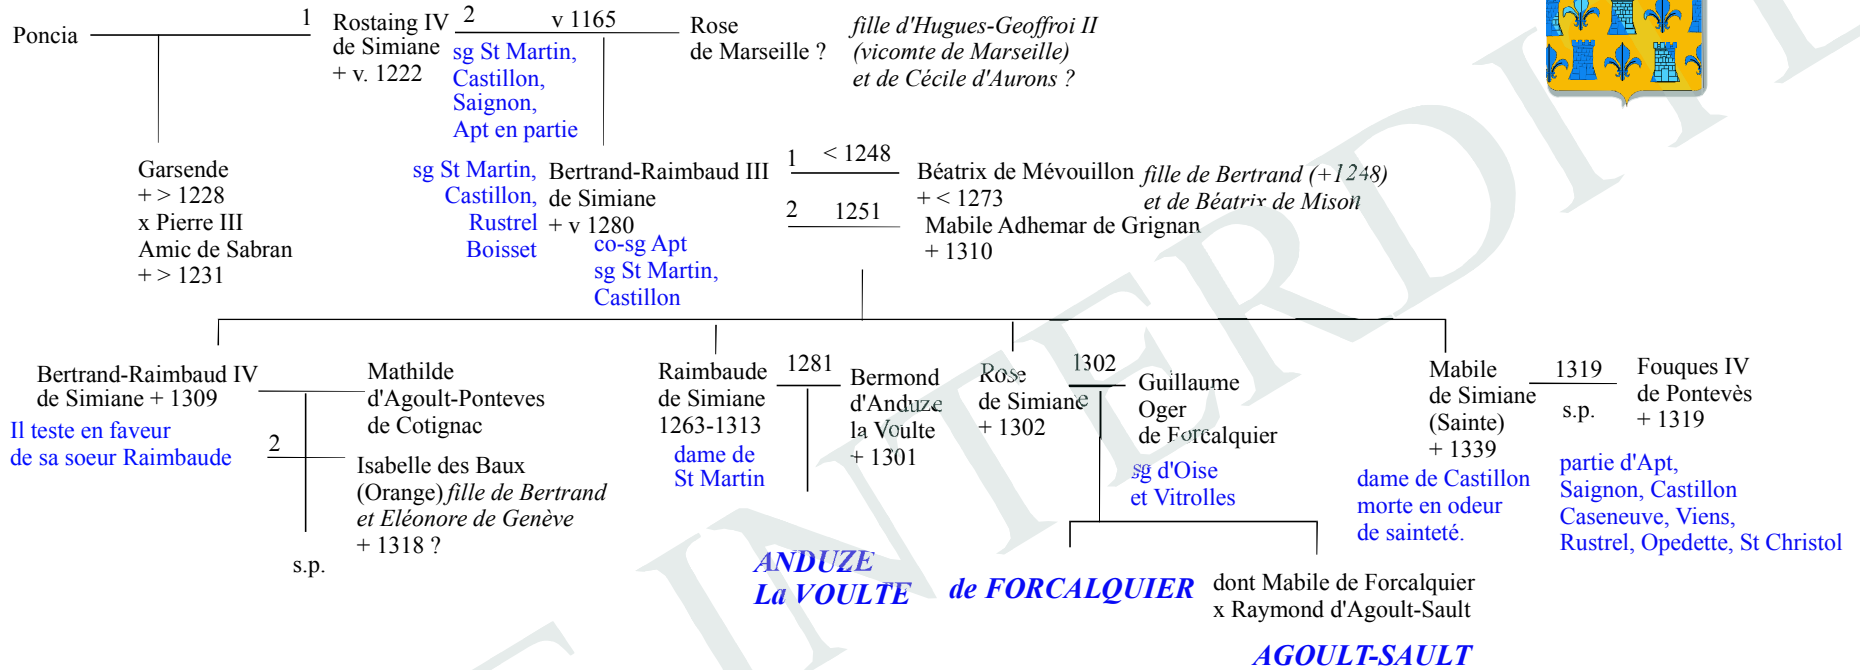 Poncia
1
Rostaing IV
de Simiane
+ v. 1222
2
v 1165
sg St Martin,
Castillon,
Saignon,
Apt en partie
Rose
de Marseille ?
fille d'Hugues-Geoffroi II
(vicomte de Marseille)
et de Cécile d'Aurons ?
Garsende
+ > 1228
x Pierre III
Amic de Sabran
+ > 1231
sg St Martin,
Castillon,
Rustrel
Boisset
Bertrand-Raimbaud III
de Simiane
+ v 1280
co-sg Apt
sg St Martin,
Castillon
1
< 1248
Béatrix de Mévouillon
+ < 1273
fille de Bertrand (+1248)
et de Béatrix de Mison
2
1251
Mabile Adhemar de Grignan
+ 1310
Bertrand-Raimbaud IV
de Simiane + 1309
Il teste en faveur
de sa soeur Raimbaude
Mathilde
d'Agoult-Ponteves
de Cotignac
2
Isabelle des Baux
(Orange) fille de Bertrand
et Eléonore de Genève
+ 1318 ?
s.p.
Raimbaude
de Simiane
1263-1313
dame de
St Martin
1281
Bermond
d'Anduze
la Voulte
+ 1301
ANDUZE
La VOULTE
Rose
de Simiane
+ 1302
1302
Guillaume
Oger
de Forcalquier
sg d'Oise
et Vitrolles
de FORCALQUIER
dont Mabile de Forcalquier
x Raymond d'Agoult-Sault
AGOULT-SAULT
Mabile
de Simiane
(Sainte)
+ 1339
dame de Castillon
morte en odeur
de sainteté.
1319
s.p.
Fouques IV
de Pontevès
+ 1319
partie d'Apt,
Saignon, Castillon
Caseneuve, Viens,
Rustrel, Opedette, St Christol
E INTERDITE